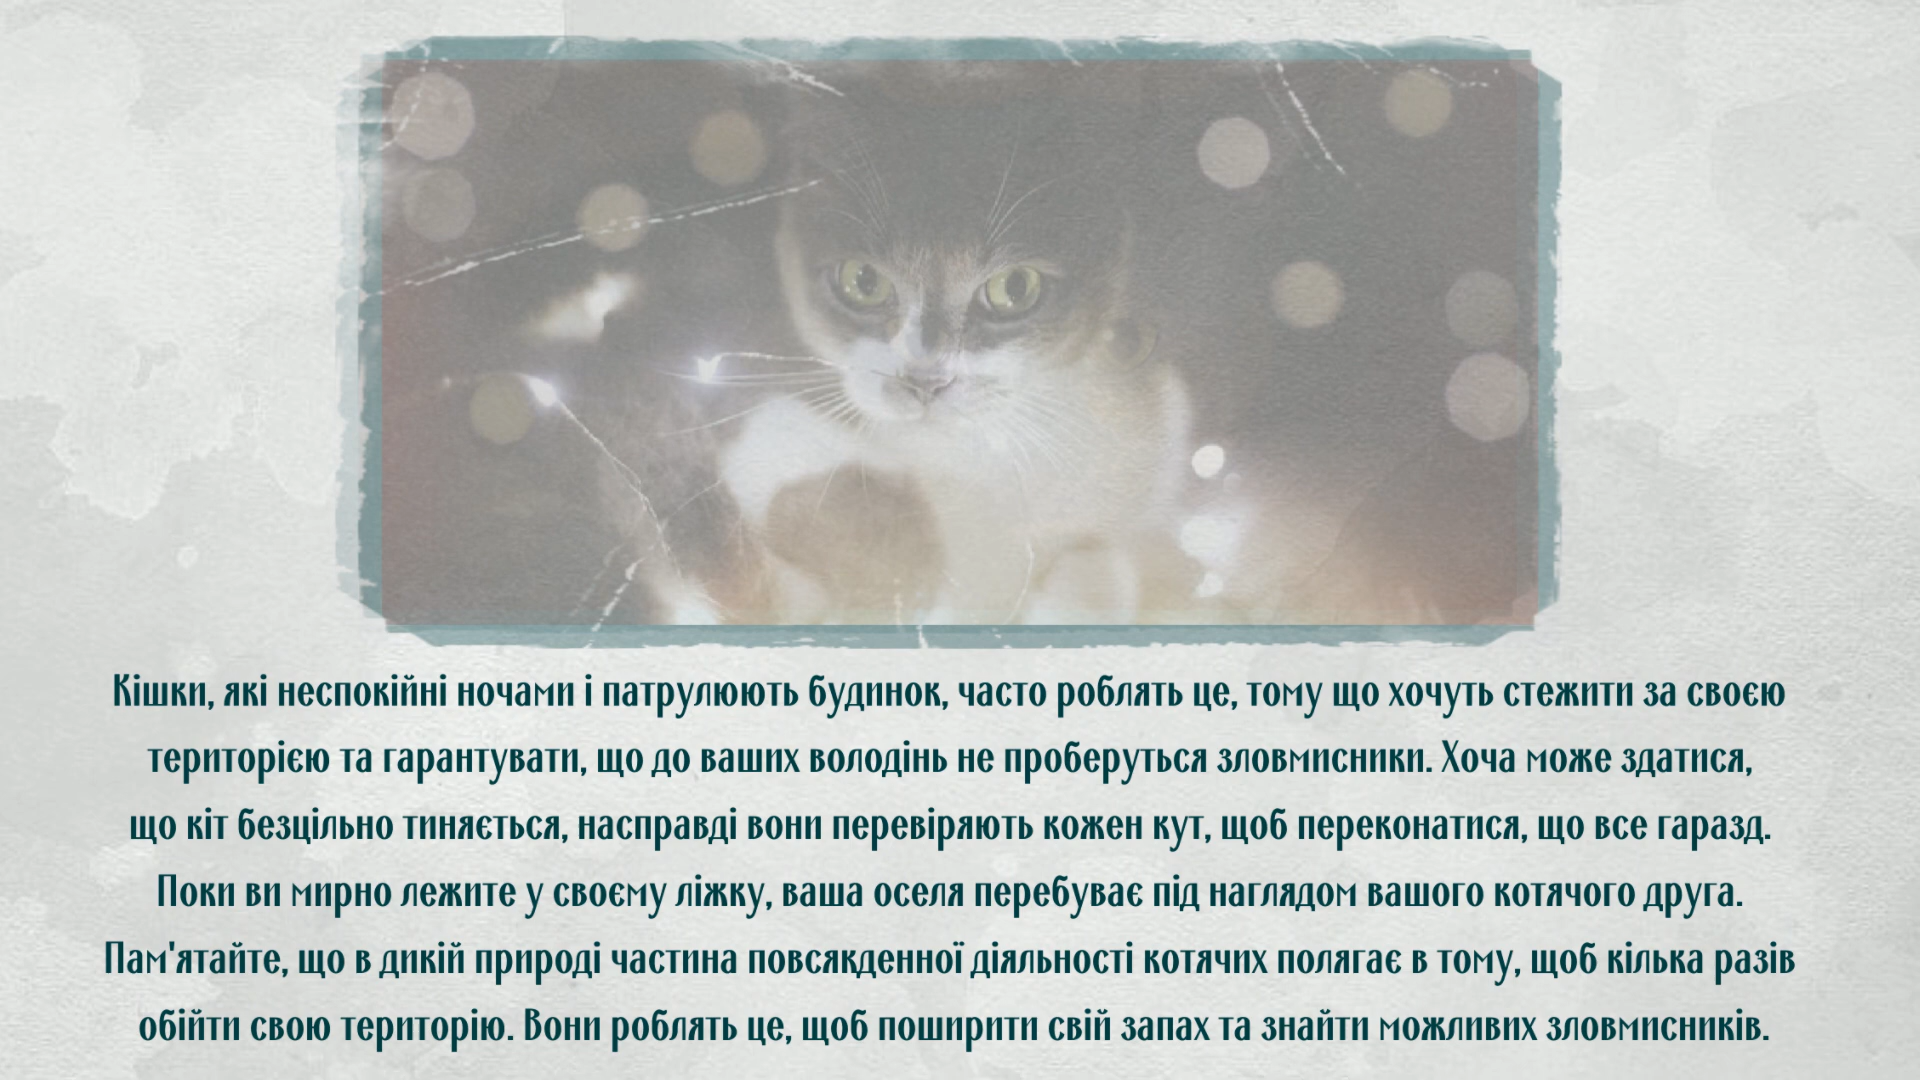 Кішки, які неспокійні ночами і патрулюють будинок, часто роблять це, тому що хочуть стежити за своєю
територією та гарантувати, що до ваших володінь не проберуться зловмисники. Хоча може здатися,
що кіт безцільно тиняється, насправді вони перевіряють кожен кут, щоб переконатися, що все гаразд.
Поки ви мирно лежите у своєму ліжку, ваша оселя перебуває під наглядом вашого котячого друга.
Пам'ятайте, що в дикій природі частина повсякденної діяльності котячих полягає в тому, щоб кілька разів
обійти свою територію. Вони роблять це, щоб поширити свій запах та знайти можливих зловмисників.